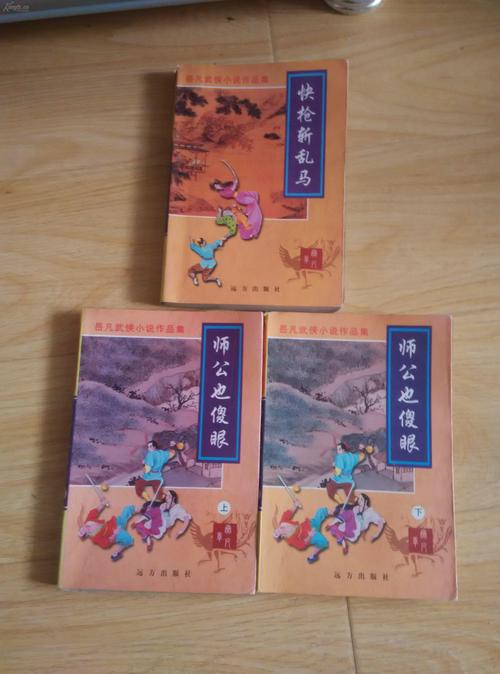 岳凡武侠小说作品集
快枪斩乱马
远方出版社
岳凡武侠小说作品集
师公也傻眼
上
远方出版社
岳凡武侠小说作品集
师公也傻眼
下
远方出版社